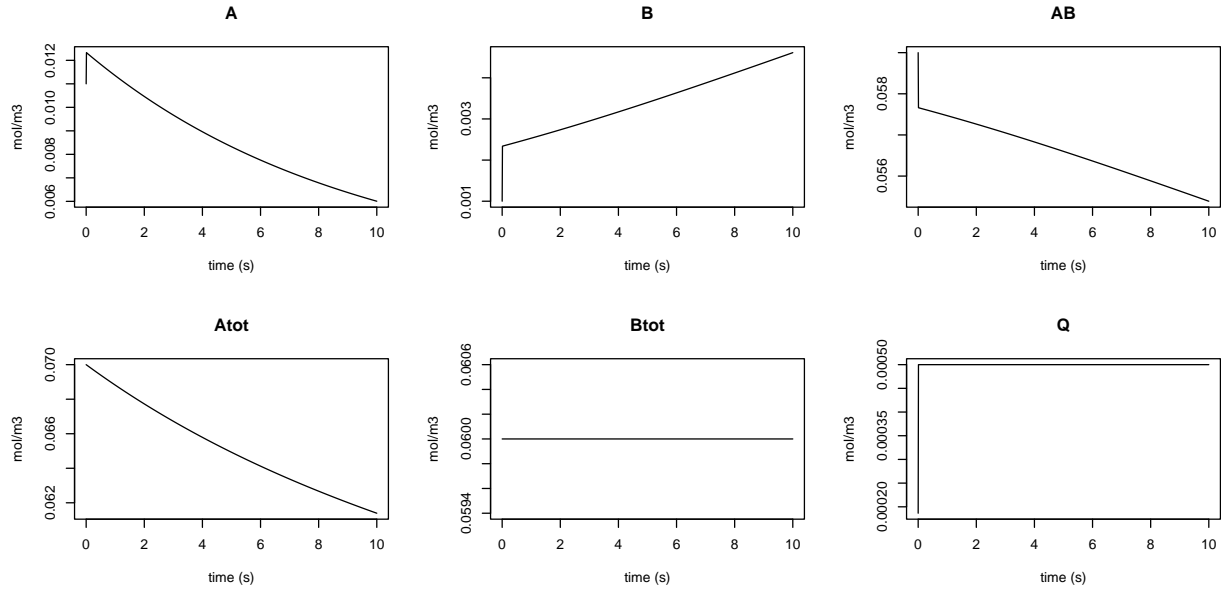 A
mol/m3
0.006 0.008 0.010 0.012
0 2 4 6 8 10
time (s)
B
mol/m3
0.001 0.003
0 2 4 6 8 10
time (s)
AB
mol/m3
0.056 0.058
0 2 4 6 8 10
time (s)
Atot
mol/m3
0.062 0.066 0.070
0 2 4 6 8 10
time (s)
Btot
mol/m3
0.0594 0.0600 0.0606
0 2 4 6 8 10
time (s)
Q
mol/m3
0.00020 0.00035 0.00050
0 2 4 6 8 10
time (s)